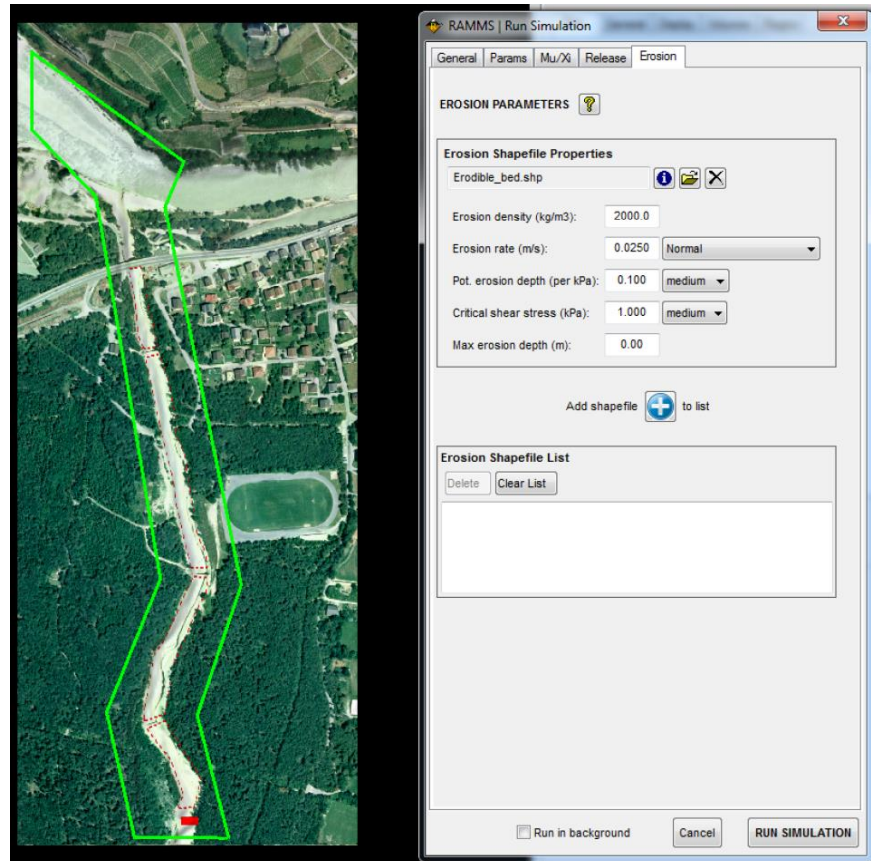 RAMMS | Run Simulation
General Params Mu/Xi Release Erosion
EROSION PARAMETERS ?
Erosion Shapefile Properties
Erodible_bed.shp
Erosion density (kg/m3): 2000.0
Erosion rate (m/s): 0.0250 Normal
Pot. erosion depth (per kPa): 0.100 medium
Critical shear stress (kPa): 1.000 medium
Max erosion depth (m): 0.00
Add shapefile to list
Erosion Shapefile List
Delete Clear List
Run in background Cancel RUN SIMULATION